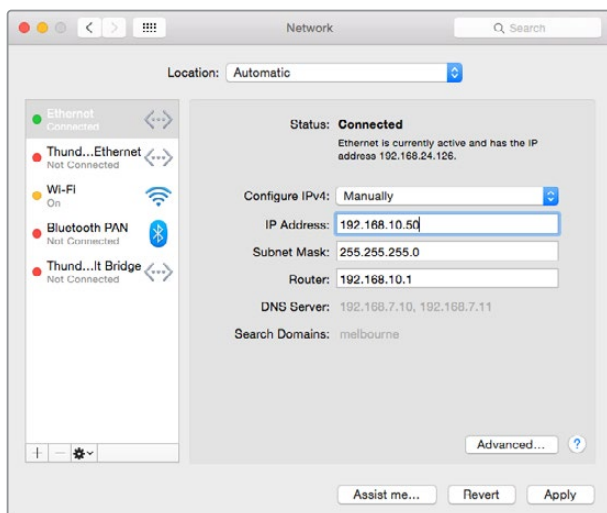 Network
Search
Location: Automatic
Ethernet
Connected
Thund...Ethernet
Not Connected
Wi-Fi
On
Bluetooth PAN
Not Connected
Thund...lt Bridge
Not Connected
Status: Connected
Ethernet is currently active and has the IP
address 192.168.24.126.
Configure IPv4: Manually
IP Address: 192.168.10.50
Subnet Mask: 255.255.255.0
Router: 192.168.10.1
DNS Server: 192.168.7.10, 192.168.7.11
Search Domains: melbourne
Advanced... ?
Assist me... Revert Apply